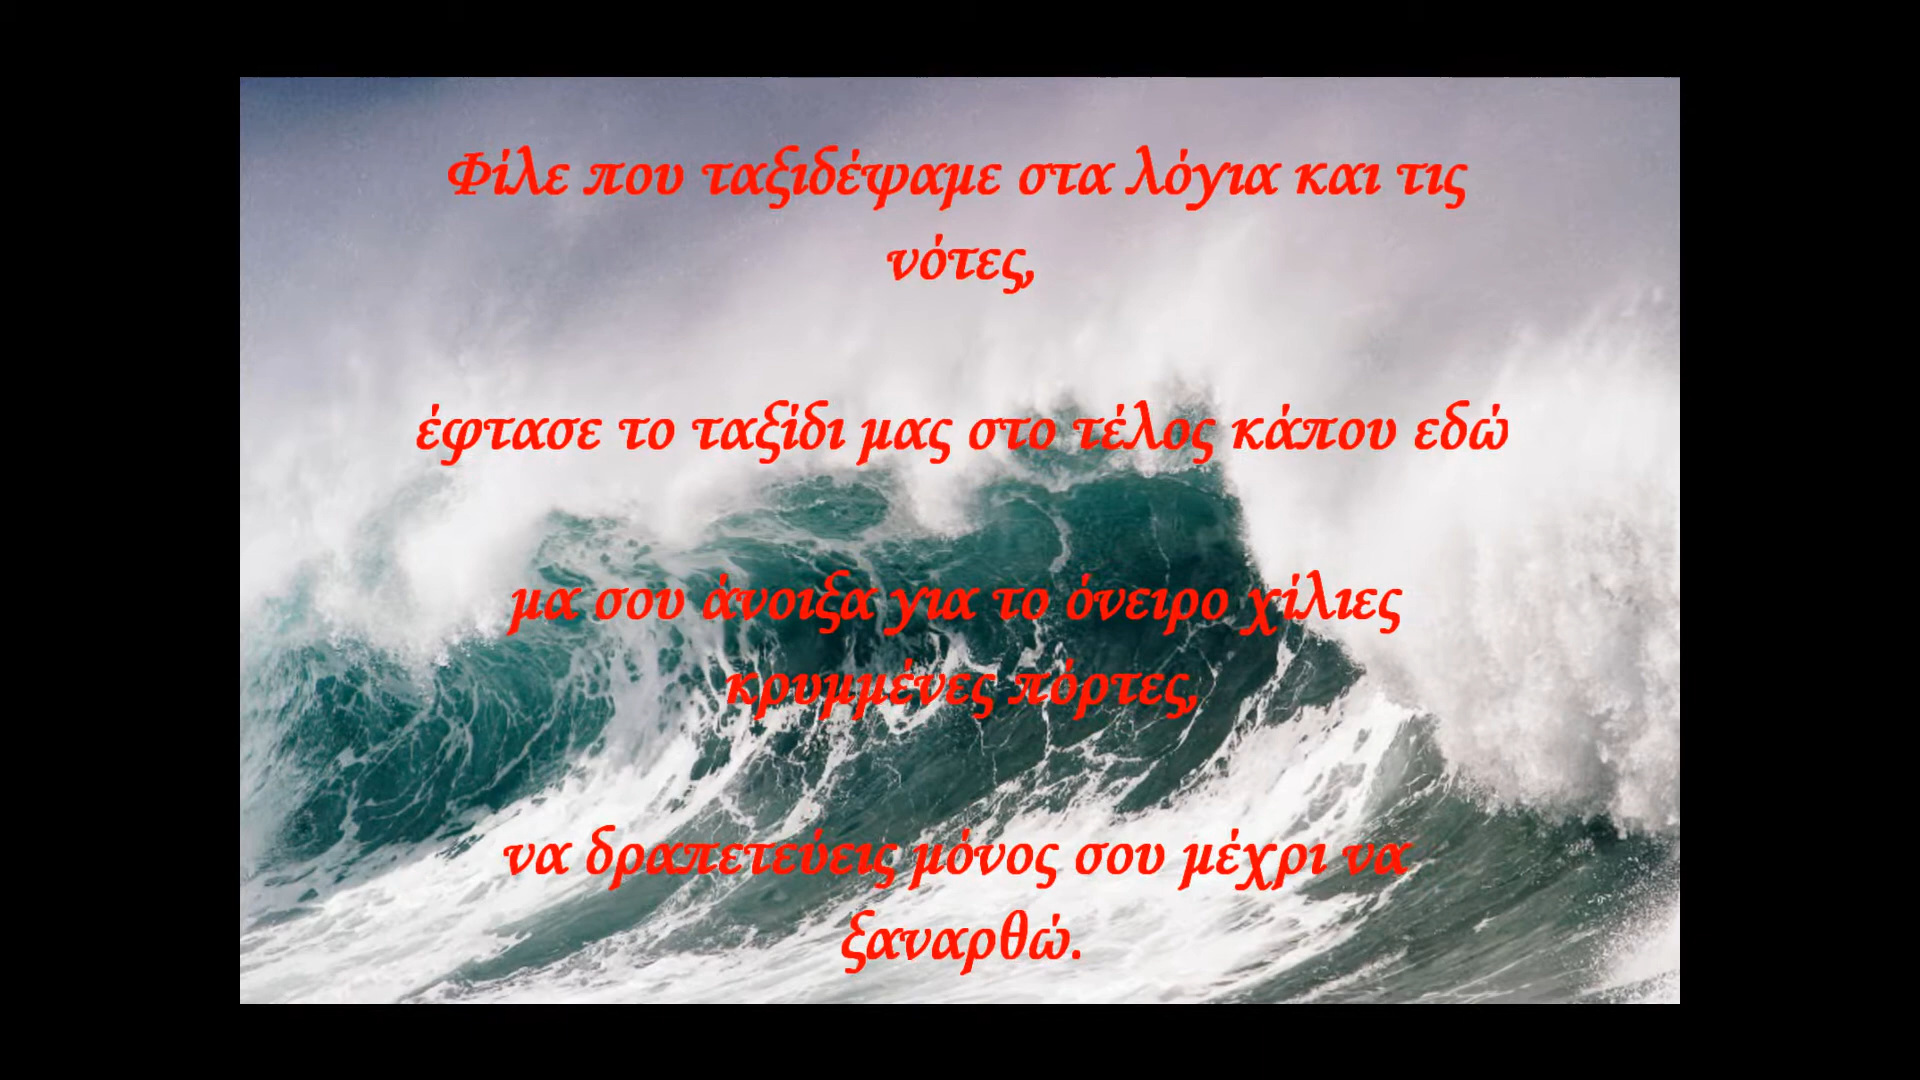 Φίλε που ταξιδέψαμε στα λόγια και τις
νότες,
έφτασε το ταξίδι μας στο τέλος κάπου εδώ
μα σου άνοιξα για το όνειρο χίλιες
κρυμμένες πόρτες,
να δραπετεύεις μόνος σου μέχρι να
ξαναρθώ.